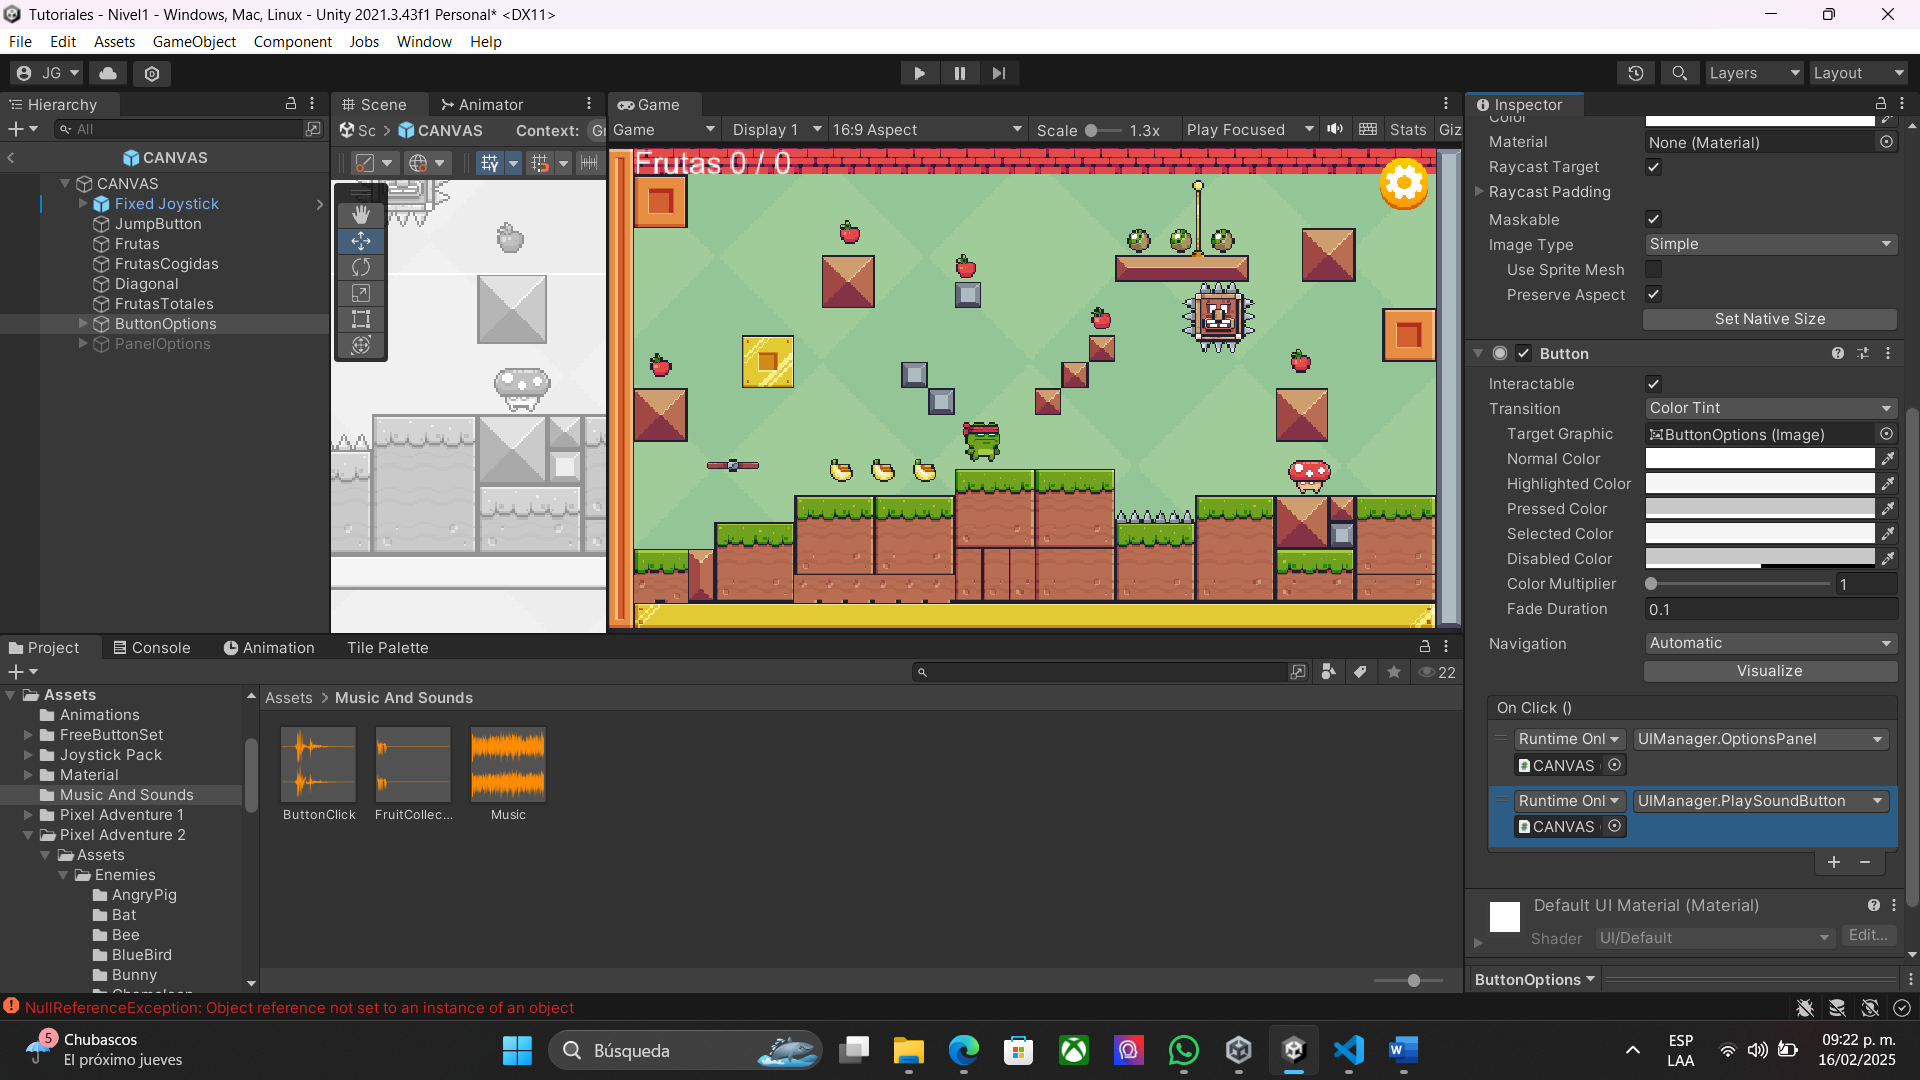 Tutoriales - Nivel1 - Windows, Mac, Linux - Unity 2021.3.43f1 Personal* <DX11>
File Edit Assets GameObject Component Jobs Window Help
JG
Layers
Layout
Hierarchy
All
CANVAS
CANVAS
Fixed Joystick
JumpButton
Frutas
FrutasCogidas
Diagonal
FrutasTotales
ButtonOptions
PanelOptions
Scene
Animator
Sc
CANVAS
Context:
Gr
Game
Game
Display 1
16:9 Aspect
Scale
1.3x
Play Focused
Stats
Giz
Frutas 0 / 0
Inspector
Color
Material
None (Material)
Raycast Target
Raycast Padding
Maskable
Image Type
Simple
Use Sprite Mesh
Preserve Aspect
Set Native Size
Button
Interactable
Transition
Color Tint
Target Graphic
ButtonOptions (Image)
Normal Color
Highlighted Color
Pressed Color
Selected Color
Disabled Color
Color Multiplier
1
Fade Duration
0.1
Navigation
Automatic
Visualize
On Click ()
Runtime Onl
UIManager.OptionsPanel
CANVAS
Runtime Onl
UIManager.PlaySoundButton
CANVAS
Default UI Material (Material)
Shader
UI/Default
Edit...
ButtonOptions
Project
Console
Animation
Tile Palette
22
Assets
Animations
FreeButtonSet
Joystick Pack
Material
Music And Sounds
Pixel Adventure 1
Pixel Adventure 2
Assets
Enemies
AngryPig
Bat
Bee
BlueBird
Bunny
Chameleon
Assets > Music And Sounds
ButtonClick
FruitCollec...
Music
NullReferenceException: Object reference not set to an instance of an object
5
Chubascos
El próximo jueves
Búsqueda
ESP
LAA
09:22 p. m.
16/02/2025